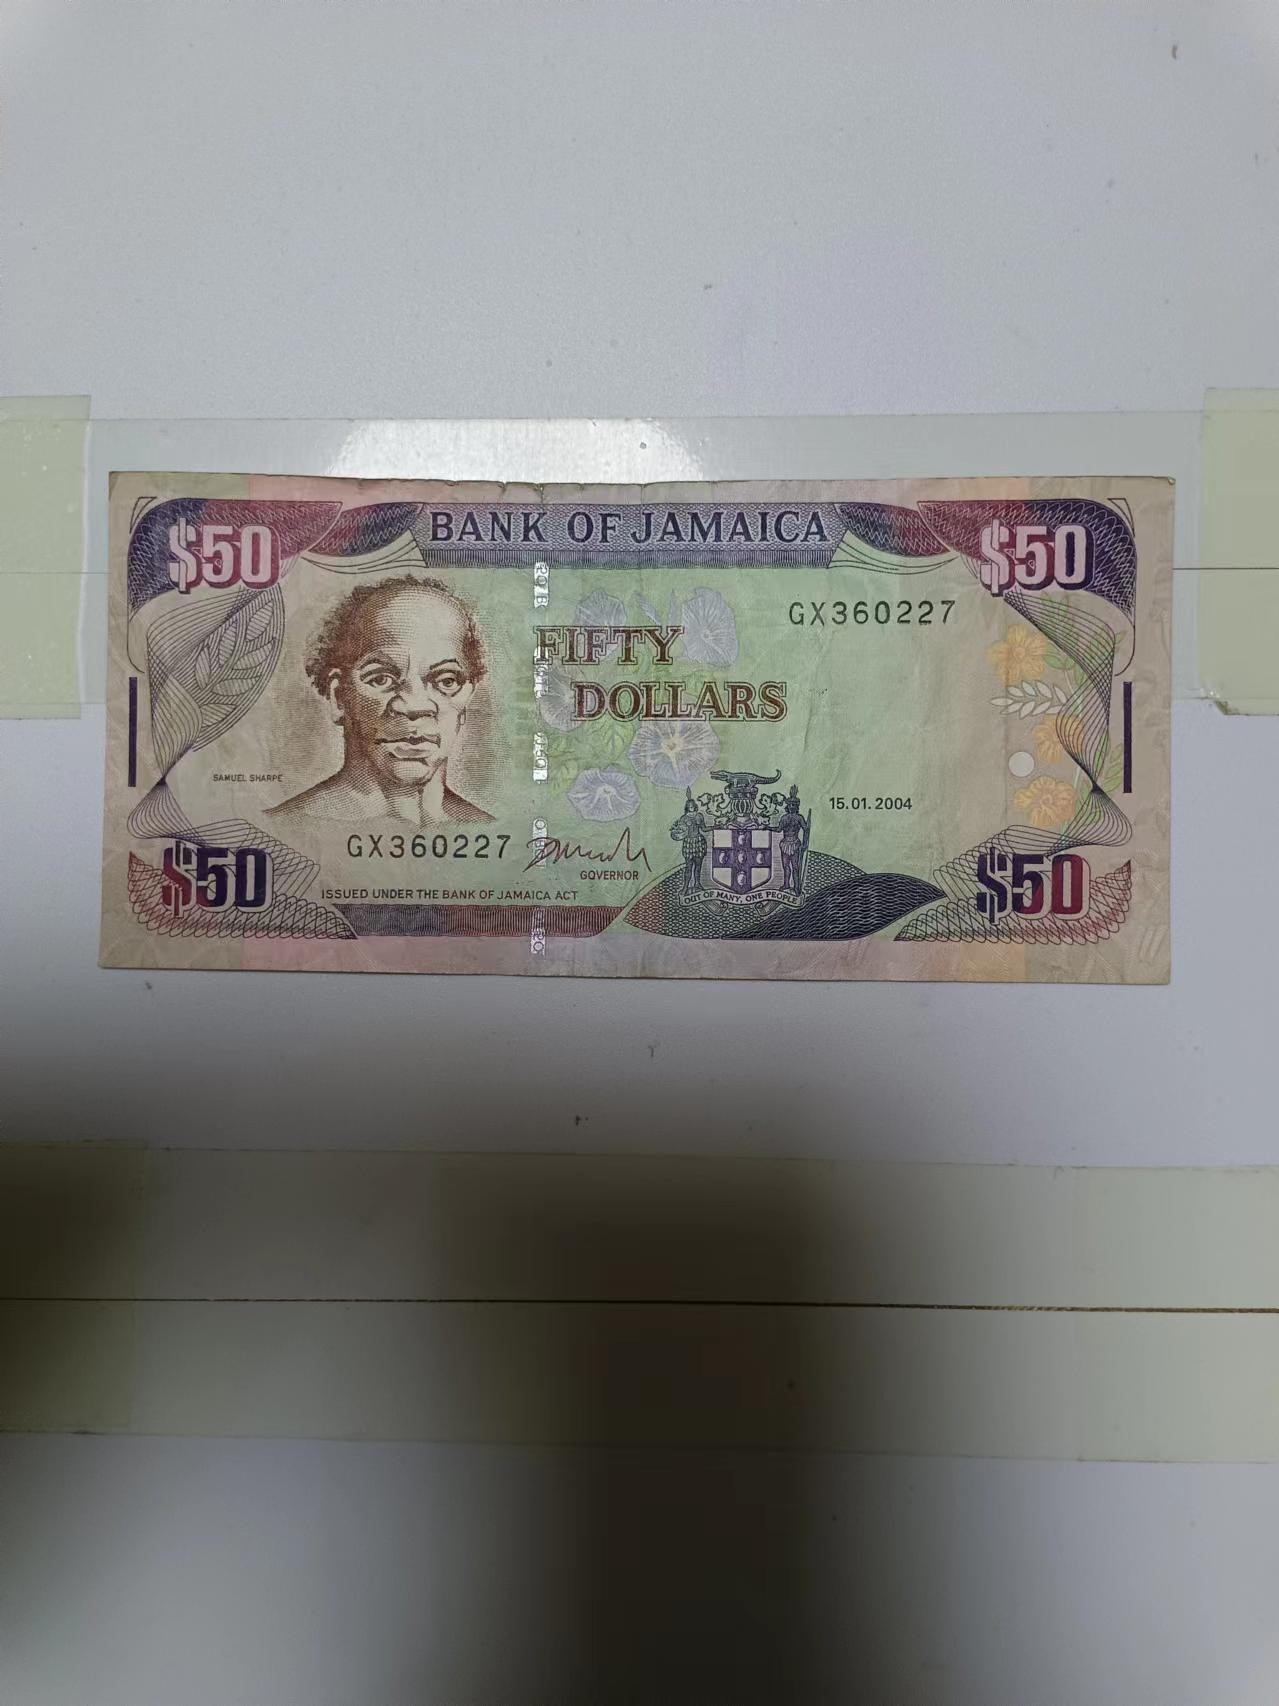 BANK OF JAMAICA
$50
$50
GX360227
FIFTY
DOLLARS
SAMUEL SHARPE
15.01.2004
GX360227
GOVERNOR
$50
$50
ISSUED UNDER THE BANK OF JAMAICA ACT
OUT OF MANY, ONE PEOPLE